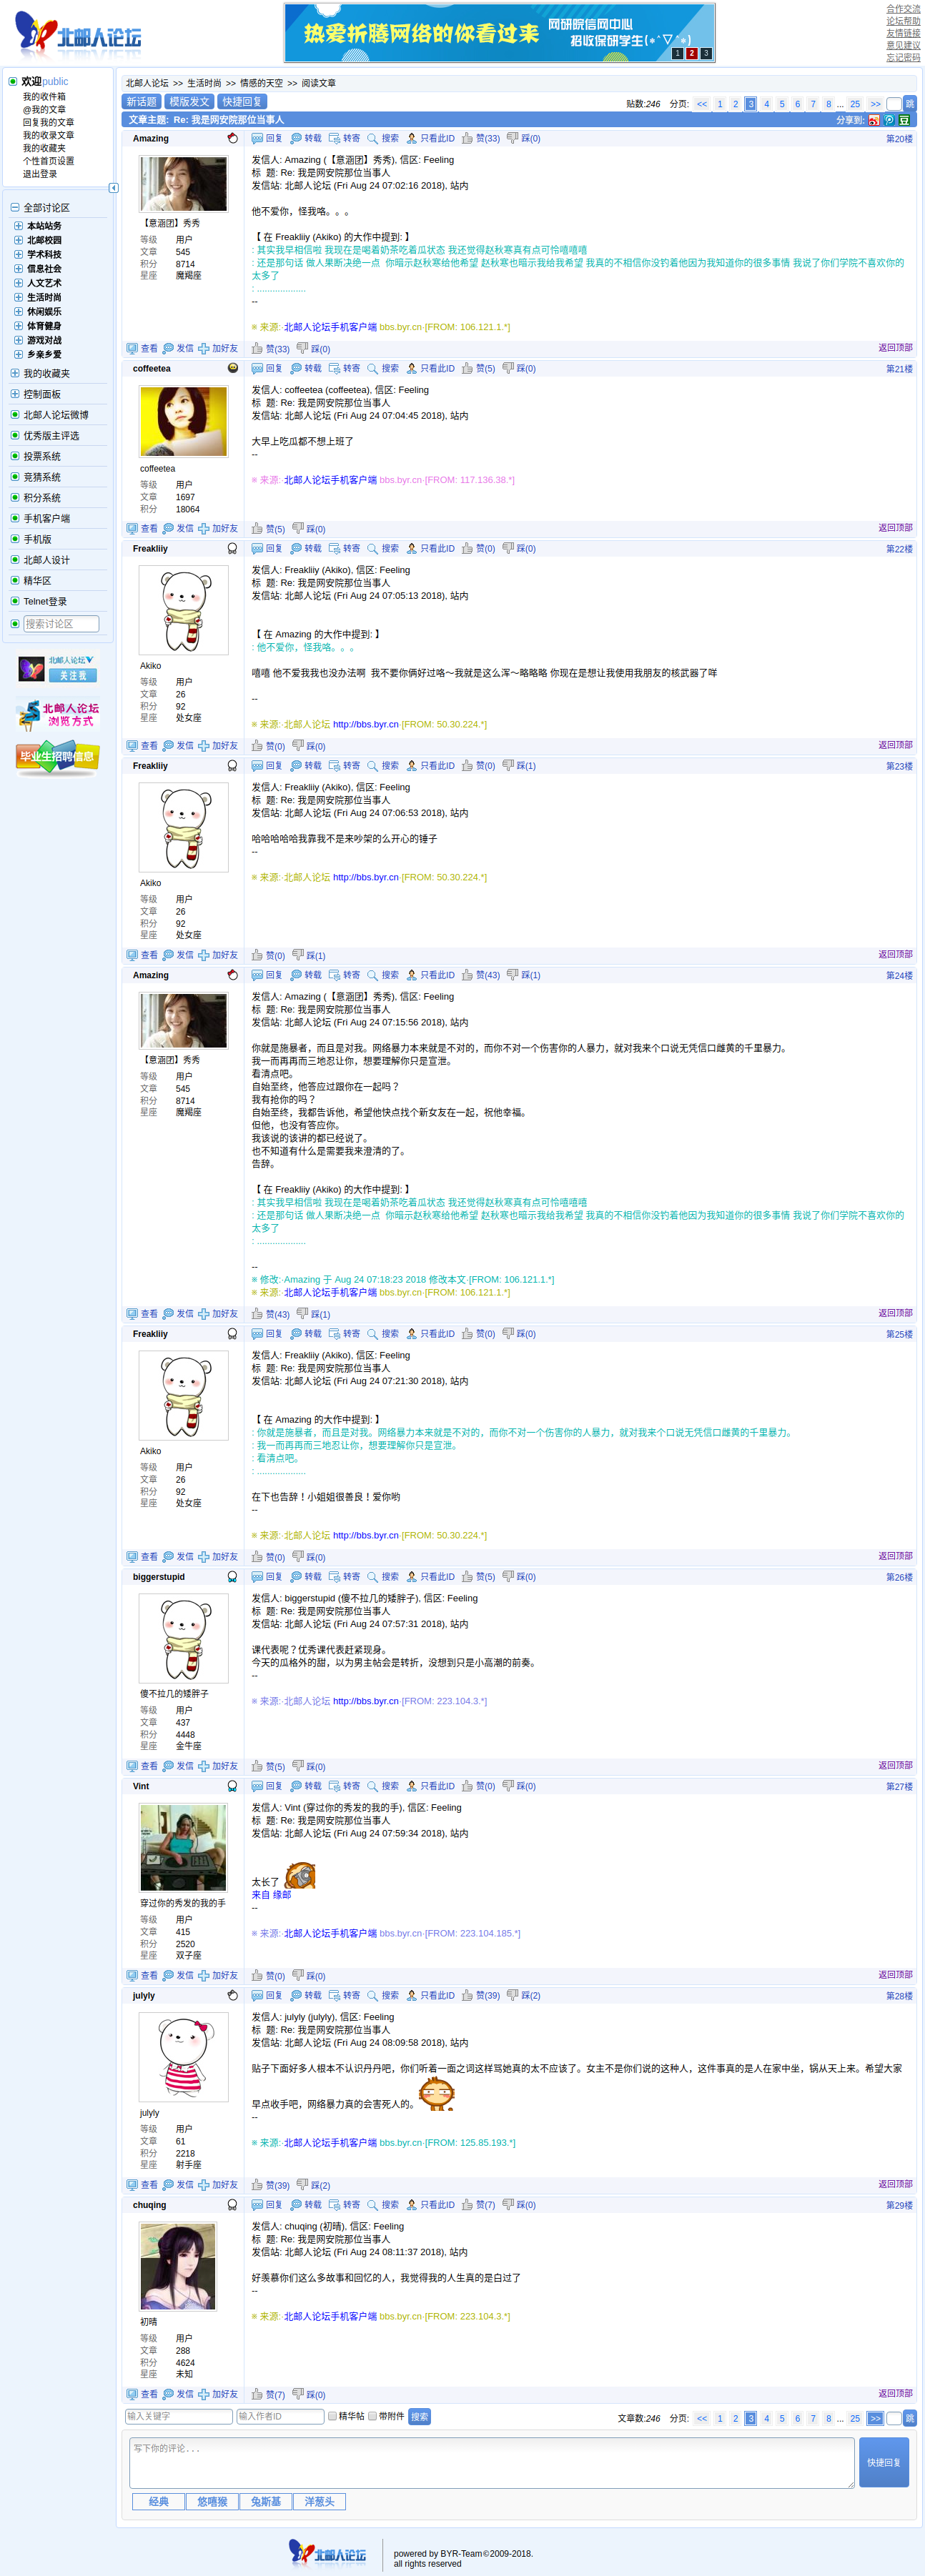 北邮人论坛
热爱折腾网络的你看过来
网研院信网中心
招收保研学生(*^▽^*)
1 2 3
合作交流
论坛帮助
友情链接
意见建议
忘记密码
欢迎public
我的收件箱
@我的文章
回复我的文章
我的收录文章
我的收藏夹
个性首页设置
退出登录
全部讨论区
本站站务
北邮校园
学术科技
信息社会
人文艺术
生活时尚
休闲娱乐
体育健身
游戏对战
乡亲乡爱
我的收藏夹
控制面板
北邮人论坛微博
优秀版主评选
投票系统
竞猜系统
积分系统
手机客户端
手机版
北邮人设计
精华区
Telnet登录
搜索讨论区
北邮人论坛
关注我
北邮人论坛
浏览方式
毕业生招聘信息
北邮人论坛 >> 生活时尚 >> 情感的天空 >> 阅读文章
新话题 模版发文 快捷回复
贴数:246 分页: << 1 2 3 4 5 6 7 8 ... 25 >> 跳
文章主题: Re: 我是网安院那位当事人
分享到:
Amazing
回复 转载 转寄 搜索 只看此ID 赞(33) 踩(0)
第20楼
【意涵团】秀秀
等级 用户
文章 545
积分 8714
星座 魔羯座
发信人: Amazing (【意涵团】秀秀), 信区: Feeling
标 题: Re: 我是网安院那位当事人
发信站: 北邮人论坛 (Fri Aug 24 07:02:16 2018), 站内
他不爱你，怪我咯。。。
【 在 Freakliiy (Akiko) 的大作中提到: 】
: 其实我早相信啦 我现在是喝着奶茶吃着瓜状态 我还觉得赵秋寒真有点可怜嘻嘻嘻
: 还是那句话 做人果断决绝一点 你暗示赵秋寒给他希望 赵秋寒也暗示我给我希望 我真的不相信你没钓着他因为我知道你的很多事情 我说了你们学院不喜欢你的
太多了
: ...................
--
※ 来源:·北邮人论坛手机客户端 bbs.byr.cn·[FROM: 106.121.1.*]
查看 发信 加好友 赞(33) 踩(0) 返回顶部
coffeetea
回复 转载 转寄 搜索 只看此ID 赞(5) 踩(0)
第21楼
coffeetea
等级 用户
文章 1697
积分 18064
发信人: coffeetea (coffeetea), 信区: Feeling
标 题: Re: 我是网安院那位当事人
发信站: 北邮人论坛 (Fri Aug 24 07:04:45 2018), 站内
大早上吃瓜都不想上班了
--
※ 来源:·北邮人论坛手机客户端 bbs.byr.cn·[FROM: 117.136.38.*]
查看 发信 加好友 赞(5) 踩(0) 返回顶部
Freakliiy
回复 转载 转寄 搜索 只看此ID 赞(0) 踩(0)
第22楼
Akiko
等级 用户
文章 26
积分 92
星座 处女座
发信人: Freakliiy (Akiko), 信区: Feeling
标 题: Re: 我是网安院那位当事人
发信站: 北邮人论坛 (Fri Aug 24 07:05:13 2018), 站内
【 在 Amazing 的大作中提到: 】
: 他不爱你，怪我咯。。。
嘻嘻 他不爱我我也没办法啊 我不要你俩好过咯～我就是这么浑～略略略 你现在是想让我使用我朋友的核武器了咩
--
※ 来源:·北邮人论坛 http://bbs.byr.cn·[FROM: 50.30.224.*]
查看 发信 加好友 赞(0) 踩(0) 返回顶部
Freakliiy
回复 转载 转寄 搜索 只看此ID 赞(0) 踩(1)
第23楼
Akiko
等级 用户
文章 26
积分 92
星座 处女座
发信人: Freakliiy (Akiko), 信区: Feeling
标 题: Re: 我是网安院那位当事人
发信站: 北邮人论坛 (Fri Aug 24 07:06:53 2018), 站内
哈哈哈哈哈我靠我不是来吵架的么开心的锤子
--
※ 来源:·北邮人论坛 http://bbs.byr.cn·[FROM: 50.30.224.*]
查看 发信 加好友 赞(0) 踩(1) 返回顶部
Amazing
回复 转载 转寄 搜索 只看此ID 赞(43) 踩(1)
第24楼
【意涵团】秀秀
等级 用户
文章 545
积分 8714
星座 魔羯座
发信人: Amazing (【意涵团】秀秀), 信区: Feeling
标 题: Re: 我是网安院那位当事人
发信站: 北邮人论坛 (Fri Aug 24 07:15:56 2018), 站内
你就是施暴者，而且是对我。网络暴力本来就是不对的，而你不对一个伤害你的人暴力，就对我来个口说无凭信口雌黄的千里暴力。
我一而再再而三地忍让你，想要理解你只是宣泄。
看清点吧。
自始至终，他答应过跟你在一起吗？
我有抢你的吗？
自始至终，我都告诉他，希望他快点找个新女友在一起，祝他幸福。
但他，也没有答应你。
我该说的该讲的都已经说了。
也不知道有什么是需要我来澄清的了。
告辞。
【 在 Freakliiy (Akiko) 的大作中提到: 】
: 其实我早相信啦 我现在是喝着奶茶吃着瓜状态 我还觉得赵秋寒真有点可怜嘻嘻嘻
: 还是那句话 做人果断决绝一点 你暗示赵秋寒给他希望 赵秋寒也暗示我给我希望 我真的不相信你没钓着他因为我知道你的很多事情 我说了你们学院不喜欢你的
太多了
: ...................
--
※ 修改:·Amazing 于 Aug 24 07:18:23 2018 修改本文·[FROM: 106.121.1.*]
※ 来源:·北邮人论坛手机客户端 bbs.byr.cn·[FROM: 106.121.1.*]
查看 发信 加好友 赞(43) 踩(1) 返回顶部
Freakliiy
回复 转载 转寄 搜索 只看此ID 赞(0) 踩(0)
第25楼
Akiko
等级 用户
文章 26
积分 92
星座 处女座
发信人: Freakliiy (Akiko), 信区: Feeling
标 题: Re: 我是网安院那位当事人
发信站: 北邮人论坛 (Fri Aug 24 07:21:30 2018), 站内
【 在 Amazing 的大作中提到: 】
: 你就是施暴者，而且是对我。网络暴力本来就是不对的，而你不对一个伤害你的人暴力，就对我来个口说无凭信口雌黄的千里暴力。
: 我一而再再而三地忍让你，想要理解你只是宣泄。
: 看清点吧。
: ...................
在下也告辞！小姐姐很善良！爱你哟
--
※ 来源:·北邮人论坛 http://bbs.byr.cn·[FROM: 50.30.224.*]
查看 发信 加好友 赞(0) 踩(0) 返回顶部
biggerstupid
回复 转载 转寄 搜索 只看此ID 赞(5) 踩(0)
第26楼
傻不拉几的矮胖子
等级 用户
文章 437
积分 4448
星座 金牛座
发信人: biggerstupid (傻不拉几的矮胖子), 信区: Feeling
标 题: Re: 我是网安院那位当事人
发信站: 北邮人论坛 (Fri Aug 24 07:57:31 2018), 站内
课代表呢？优秀课代表赶紧现身。
今天的瓜格外的甜，以为男主帖会是转折，没想到只是小高潮的前奏。
--
※ 来源:·北邮人论坛 http://bbs.byr.cn·[FROM: 223.104.3.*]
查看 发信 加好友 赞(5) 踩(0) 返回顶部
Vint
回复 转载 转寄 搜索 只看此ID 赞(0) 踩(0)
第27楼
穿过你的秀发的我的手
等级 用户
文章 415
积分 2520
星座 双子座
发信人: Vint (穿过你的秀发的我的手), 信区: Feeling
标 题: Re: 我是网安院那位当事人
发信站: 北邮人论坛 (Fri Aug 24 07:59:34 2018), 站内
太长了
来自 缘邮
--
※ 来源:·北邮人论坛手机客户端 bbs.byr.cn·[FROM: 223.104.185.*]
查看 发信 加好友 赞(0) 踩(0) 返回顶部
julyly
回复 转载 转寄 搜索 只看此ID 赞(39) 踩(2)
第28楼
julyly
等级 用户
文章 61
积分 2218
星座 射手座
发信人: julyly (julyly), 信区: Feeling
标 题: Re: 我是网安院那位当事人
发信站: 北邮人论坛 (Fri Aug 24 08:09:58 2018), 站内
贴子下面好多人根本不认识丹丹吧，你们听着一面之词这样骂她真的太不应该了。女主不是你们说的这种人，这件事真的是人在家中坐，锅从天上来。希望大家
早点收手吧，网络暴力真的会害死人的。
--
※ 来源:·北邮人论坛手机客户端 bbs.byr.cn·[FROM: 125.85.193.*]
查看 发信 加好友 赞(39) 踩(2) 返回顶部
chuqing
回复 转载 转寄 搜索 只看此ID 赞(7) 踩(0)
第29楼
初晴
等级 用户
文章 288
积分 4624
星座 未知
发信人: chuqing (初晴), 信区: Feeling
标 题: Re: 我是网安院那位当事人
发信站: 北邮人论坛 (Fri Aug 24 08:11:37 2018), 站内
好羡慕你们这么多故事和回忆的人，我觉得我的人生真的是白过了
--
※ 来源:·北邮人论坛手机客户端 bbs.byr.cn·[FROM: 223.104.3.*]
查看 发信 加好友 赞(7) 踩(0) 返回顶部
输入关键字 输入作者ID 精华帖 带附件 搜索
文章数:246 分页: << 1 2 3 4 5 6 7 8 ... 25 >> 跳
写下你的评论...
快捷回复
经典 悠嘻猴 兔斯基 洋葱头
北邮人论坛
powered by BYR-Team©2009-2018.
all rights reserved